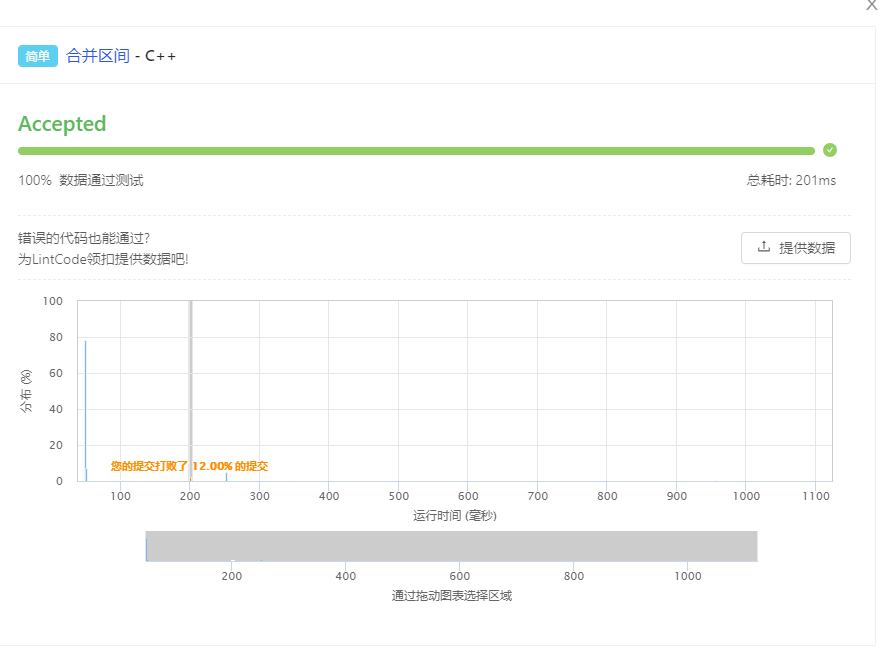 X
简单 合并区间 - C++
Accepted
100% 数据通过测试 总耗时: 201ms
错误的代码也能通过?
为LintCode领扣提供数据吧!
提供数据
100
80
60
40
20
0
分布 (%)
您的提交打败了 12.00% 的提交
100 200 300 400 500 600 700 800 900 1000 1100
运行时间 (毫秒)
200 400 600 800 1000
通过拖动图表选择区域